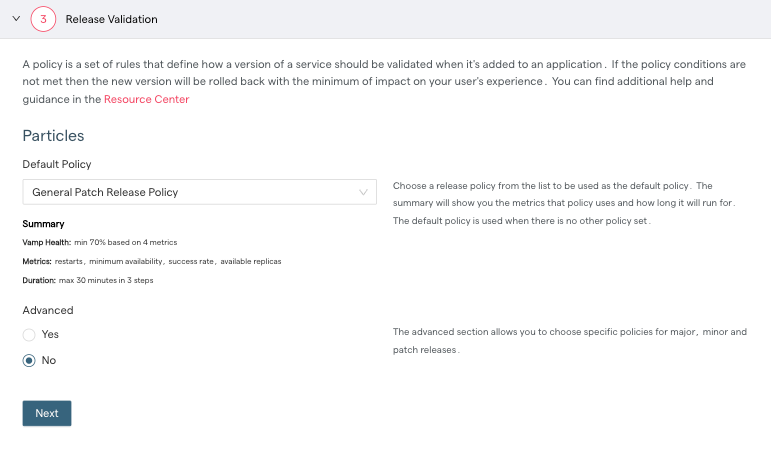 3 Release Validation
A policy is a set of rules that define how a version of a service should be validated when it's added to an application. If the policy conditions are
not met then the new version will be rolled back with the minimum of impact on your user's experience. You can find additional help and
guidance in the Resource Center
Particles
Default Policy
General Patch Release Policy
Choose a release policy from the list to be used as the default policy. The
summary will show you the metrics that policy uses and how long it will run for.
The default policy is used when there is no other policy set.
Summary
Vamp Health: min 70% based on 4 metrics
Metrics: restarts, minimum availability, success rate, available replicas
Duration: max 30 minutes in 3 steps
Advanced
Yes
No
The advanced section allows you to choose specific policies for major, minor and
patch releases.
Next